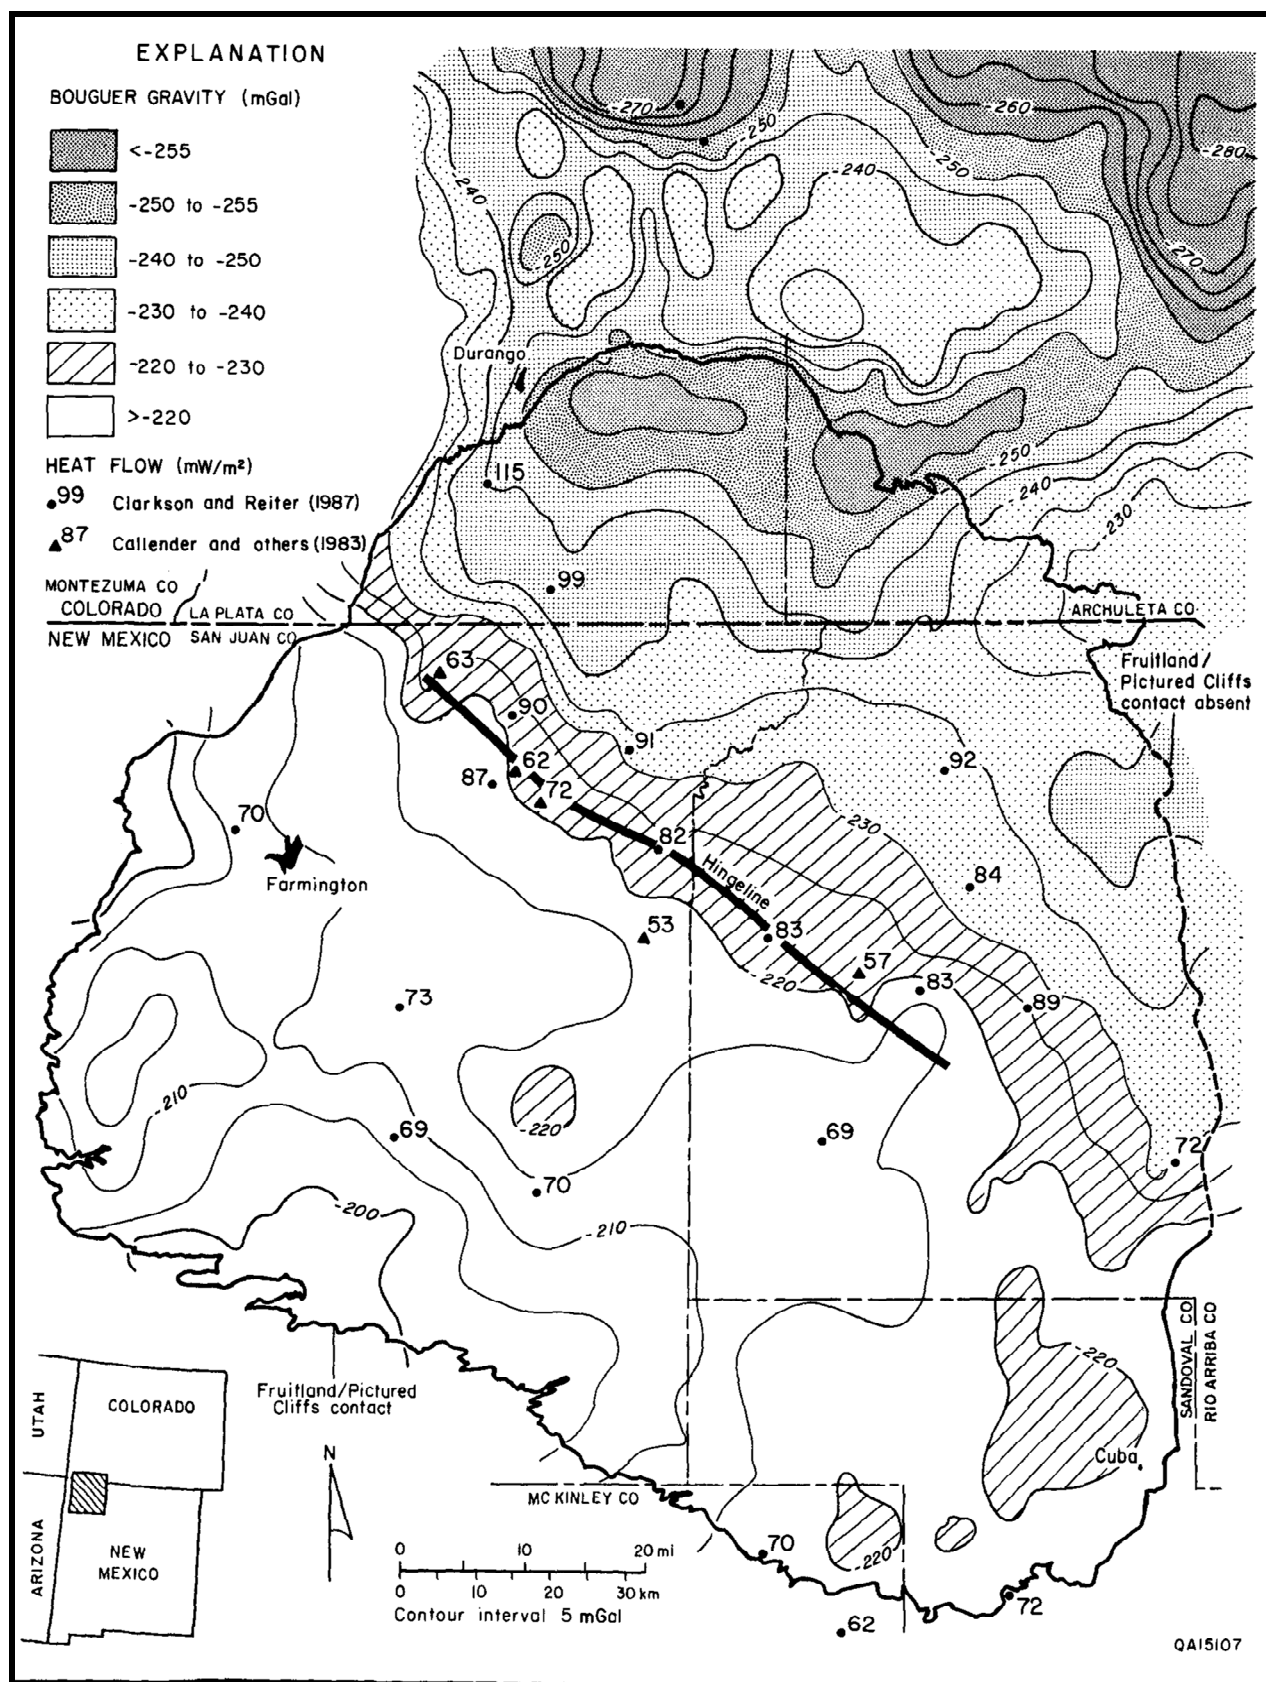 EXPLANATION
BOUGUER GRAVITY (mGal)
<-255
-250 to -255
-240 to -250
-230 to -240
-220 to -230
>-220
HEAT FLOW (mW/m²)
99 Clarkson and Reiter (1987)
87 Callender and others (1983)
MONTEZUMA CO
COLORADO
LA PLATA CO
NEW MEXICO
SAN JUAN CO
ARCHULETA CO
-270
-250
-260
-280
-240
-240
-250
-250
-250
-270
Durango
115
-250
-240
-230
99
Fruitland/
Pictured Cliffs
contact absent
63
90
91
92
62
87
72
70
82
-230
Farmington
Hingeline
84
53
83
57
83
-220
89
73
-210
-220
69
69
72
70
-200
-210
SANDOVAL CO
RIO ARRIBA CO
-220
Cuba
Fruitland/Pictured
Cliffs contact
UTAH
COLORADO
ARIZONA
NEW
MEXICO
N
MC KINLEY CO
70
-220
72
62
0 10 20 mi
0 10 20 30 km
Contour interval 5 mGal
QA15107